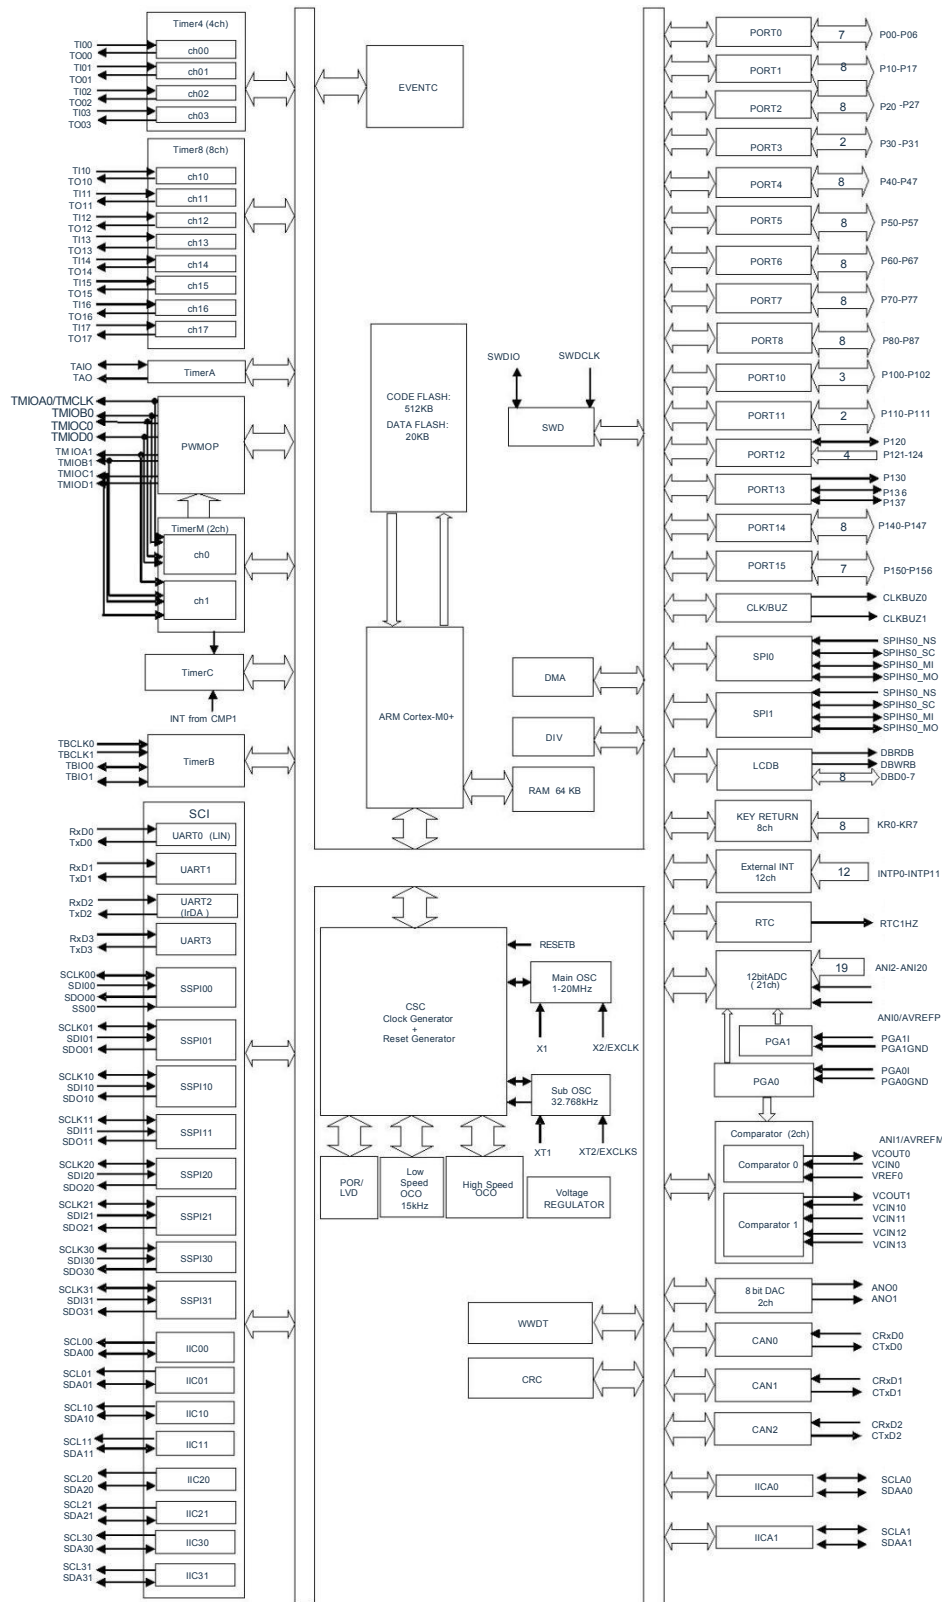 Timer4 (4ch)
TI00
TO00
ch00
TI01
TO01
ch01
TI02
TO02
ch02
TI03
TO03
ch03
Timer8 (8ch)
TI10
TO10
ch10
TI11
TO11
ch11
TI12
TO12
ch12
TI13
TO13
ch13
TI14
TO14
ch14
TI15
TO15
ch15
TI16
TO16
ch16
TI17
TO17
ch17
TAIO
TAO
TimerA
TMIOA0/TMCLK
TMIOB0
TMIOC0
TMIOD0
TMIOA1
TMIOB1
TMIOC1
TMIOD1
PWMOP
TimerM (2ch)
ch0
ch1
TimerC
INT from CMP1
TBCLK0
TBCLK1
TBIO0
TBIO1
TimerB
SCI
RxD0
TxD0
UART0 (LIN)
RxD1
TxD1
UART1
RxD2
TxD2
UART2
(IrDA )
RxD3
TxD3
UART3
SCLK00
SDI00
SDO00
SS00
SSPI00
SCLK01
SDI01
SDO01
SSPI01
SCLK10
SDI10
SDO10
SSPI10
SCLK11
SDI11
SDO11
SSPI11
SCLK20
SDI20
SDO20
SSPI20
SCLK21
SDI21
SDO21
SSPI21
SCLK30
SDI30
SDO30
SSPI30
SCLK31
SDI31
SDO31
SSPI31
SCL00
SDA00
IIC00
SCL01
SDA01
IIC01
SCL10
SDA10
IIC10
SCL11
SDA11
IIC11
SCL20
SDA20
IIC20
SCL21
SDA21
IIC21
SCL30
SDA30
IIC30
SCL31
SDA31
IIC31
EVENTC
CODE FLASH:
512KB
DATA FLASH:
20KB
SWDIO
SWDCLK
SWD
ARM Cortex-M0+
DMA
DIV
RAM 64 KB
CSC
Clock Generator
+
Reset Generator
RESETB
Main OSC
1-20MHz
X1
X2/EXCLK
Sub OSC
32.768kHz
XT1
XT2/EXCLKS
POR/
LVD
Low
Speed
OCO
15kHz
High Speed
OCO
Voltage
REGULATOR
WWDT
CRC
PORT0
7
P00-P06
PORT1
8
P10-P17
PORT2
8
P20 -P27
PORT3
2
P30 -P31
PORT4
8
P40-P47
PORT5
8
P50-P57
PORT6
8
P60-P67
PORT7
8
P70-P77
PORT8
8
P80-P87
PORT10
3
P100-P102
PORT11
2
P110-P111
PORT12
P120
4
P121-124
PORT13
P130
P136
P137
PORT14
8
P140-P147
PORT15
7
P150-P156
CLK/BUZ
CLKBUZ0
CLKBUZ1
SPI0
SPIHS0_NS
SPIHS0_SC
SPIHS0_MI
SPIHS0_MO
SPI1
SPIHS0_NS
SPIHS0_SC
SPIHS0_MI
SPIHS0_MO
LCDB
DBRDB
DBWRB
8
DBD0-7
KEY RETURN
8ch
8
KR0-KR7
External INT
12ch
12
INTP0-INTP11
RTC
RTC1HZ
12bitADC
( 21ch)
19
ANI2-ANI20
ANI0/AVREFP
PGA1
PGA1I
PGA1GND
PGA0
PGA0I
PGA0GND
Comparator (2ch)
ANI1/AVREFM
Comparator 0
VCOUT0
VCIN0
VREF0
Comparator 1
VCOUT1
VCIN10
VCIN11
VCIN12
VCIN13
8 bit DAC
2ch
ANO0
ANO1
CAN0
CRxD0
CTxD0
CAN1
CRxD1
CTxD1
CAN2
CRxD2
CTxD2
IICA0
SCLA0
SDAA0
IICA1
SCLA1
SDAA1